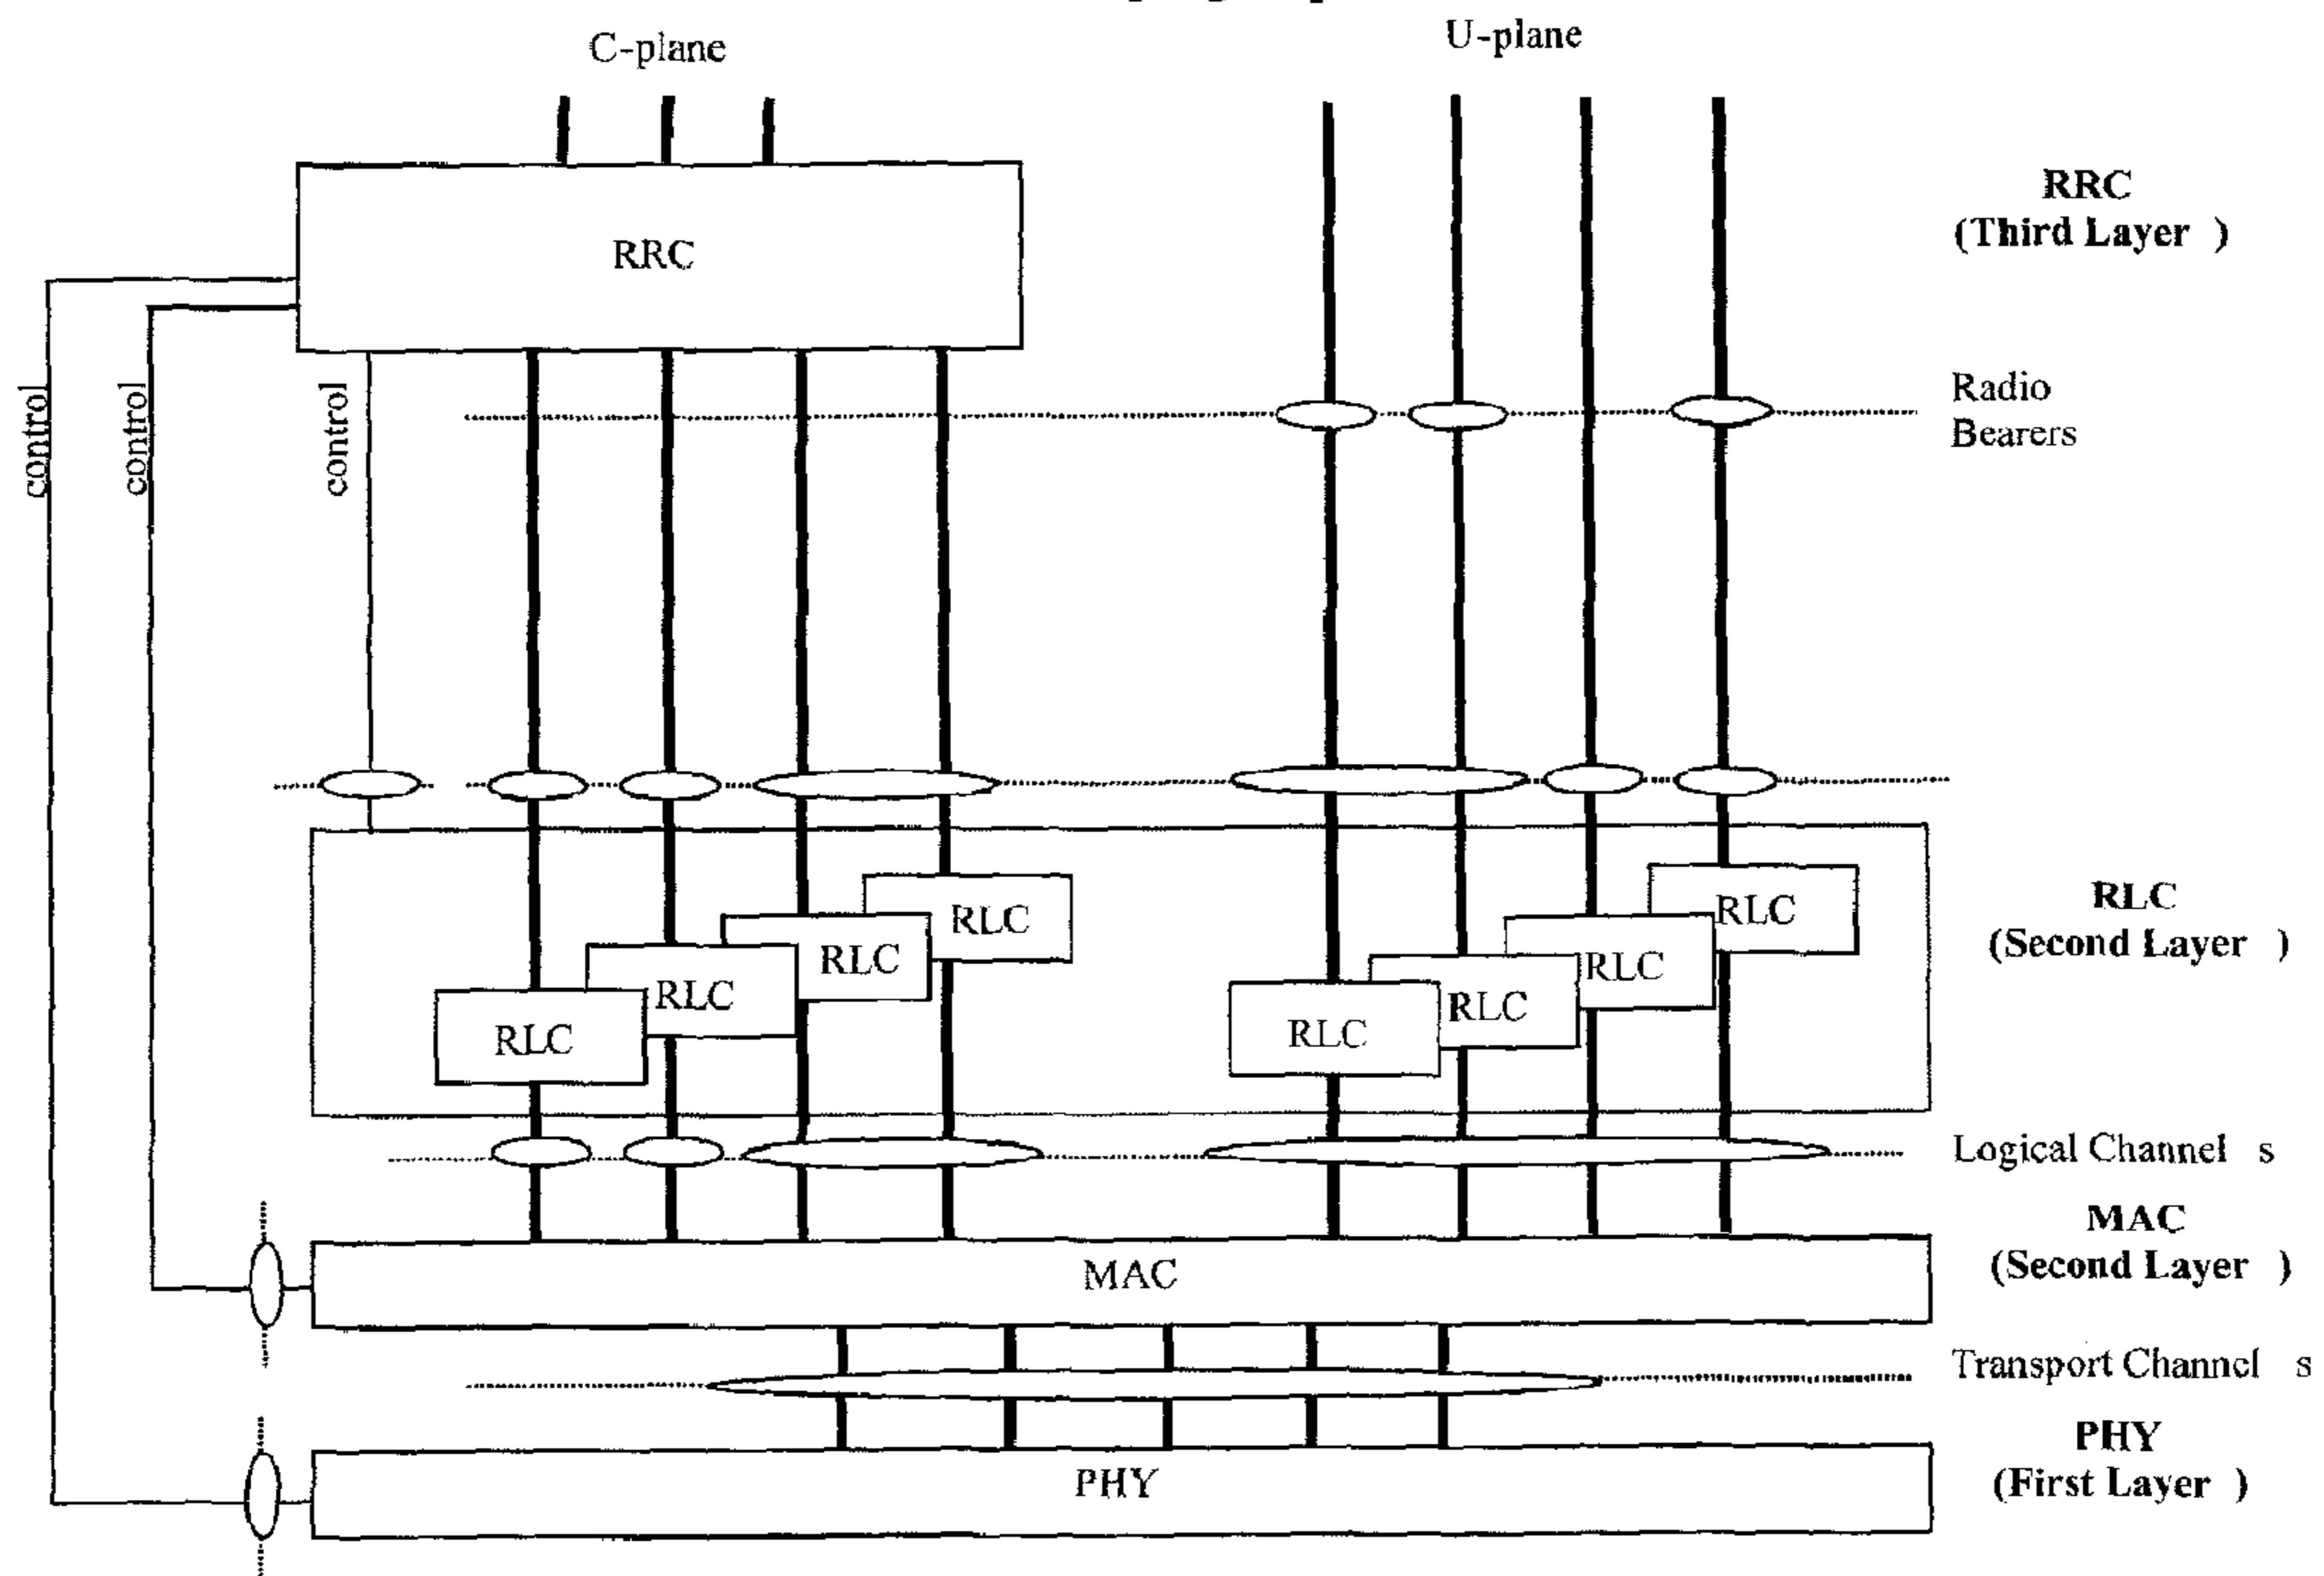 C-plane
U-plane
RRC
RRC
(Third Layer )
control
control
control
Radio
Bearers
RLC
RLC
RLC
RLC
RLC
RLC
RLC
RLC
RLC
(Second Layer )
Logical Channel s
MAC
MAC
(Second Layer )
Transport Channel s
PHY
PHY
(First Layer )